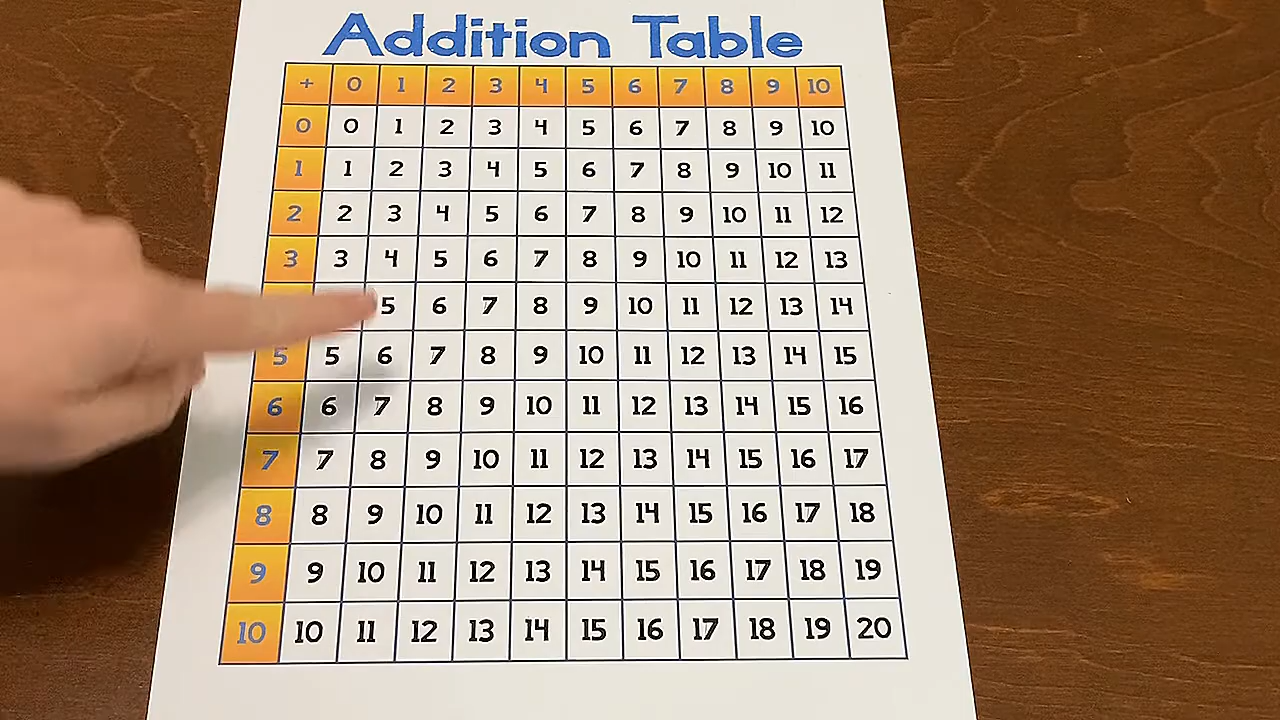 Addition Table
+ 0 1 2 3 4 5 6 7 8 9 10
0 0 1 2 3 4 5 6 7 8 9 10
1 1 2 3 4 5 6 7 8 9 10 11
2 2 3 4 5 6 7 8 9 10 11 12
3 3 4 5 6 7 8 9 10 11 12 13
5 6 7 8 9 10 11 12 13 14
5 5 6 7 8 9 10 11 12 13 14 15
6 6 7 8 9 10 11 12 13 14 15 16
7 7 8 9 10 11 12 13 14 15 16 17
8 8 9 10 11 12 13 14 15 16 17 18
9 9 10 11 12 13 14 15 16 17 18 19
10 10 11 12 13 14 15 16 17 18 19 20